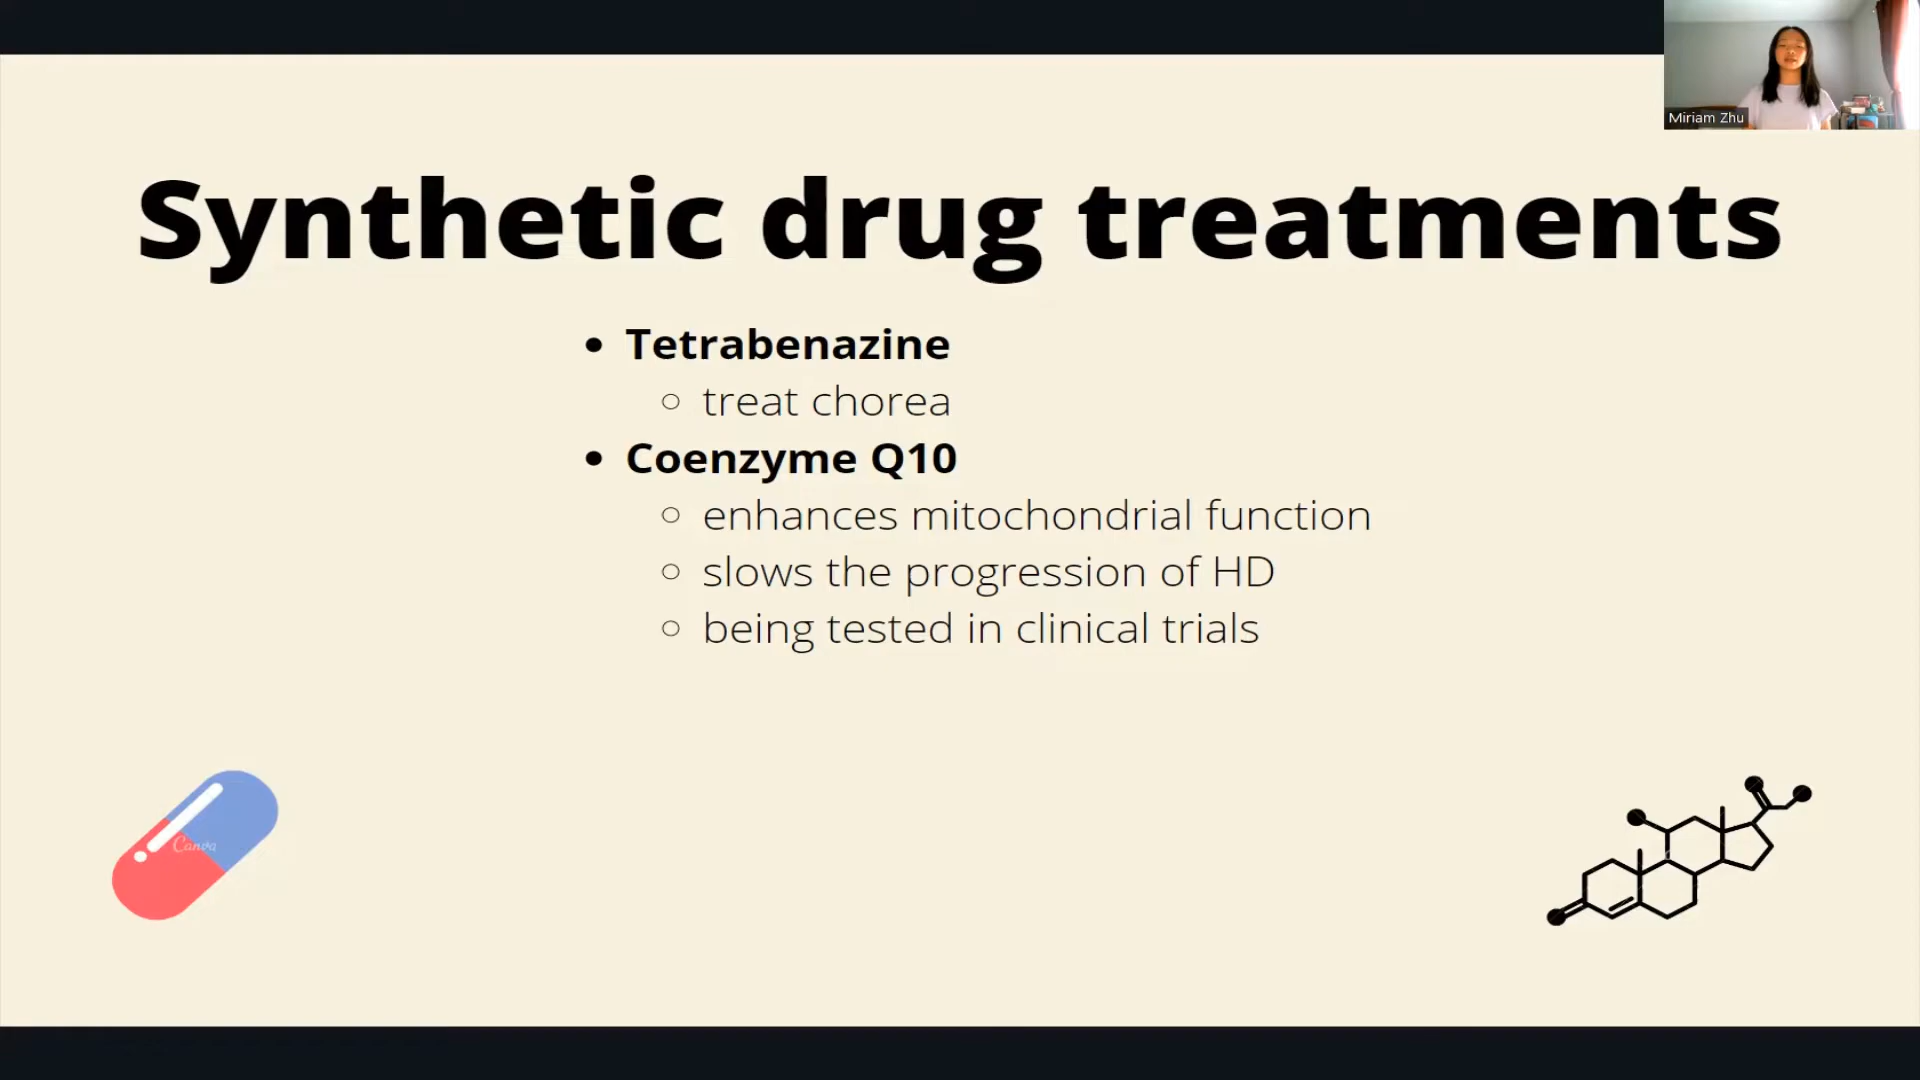 Miriam Zhu
Synthetic drug treatments
• Tetrabenazine
○ treat chorea
• Coenzyme Q10
○ enhances mitochondrial function
○ slows the progression of HD
○ being tested in clinical trials
Canva